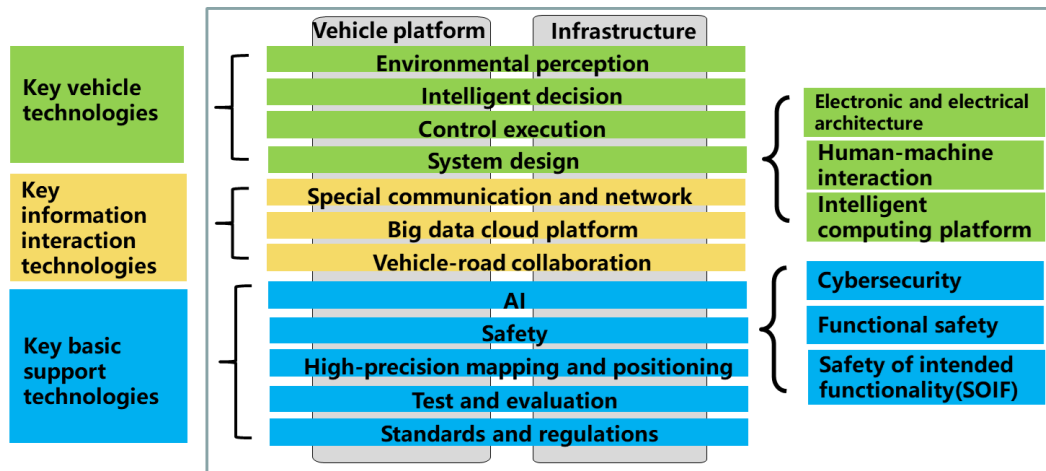 Vehicle platform
Infrastructure
Key vehicle
technologies
Environmental perception
Intelligent decision
Control execution
System design
Electronic and electrical
architecture
Human-machine
interaction
Intelligent
computing platform
Key
information
interaction
technologies
Special communication and network
Big data cloud platform
Vehicle-road collaboration
Key basic
support
technologies
AI
Safety
High-precision mapping and positioning
Test and evaluation
Standards and regulations
Cybersecurity
Functional safety
Safety of intended
functionality(SOIF)